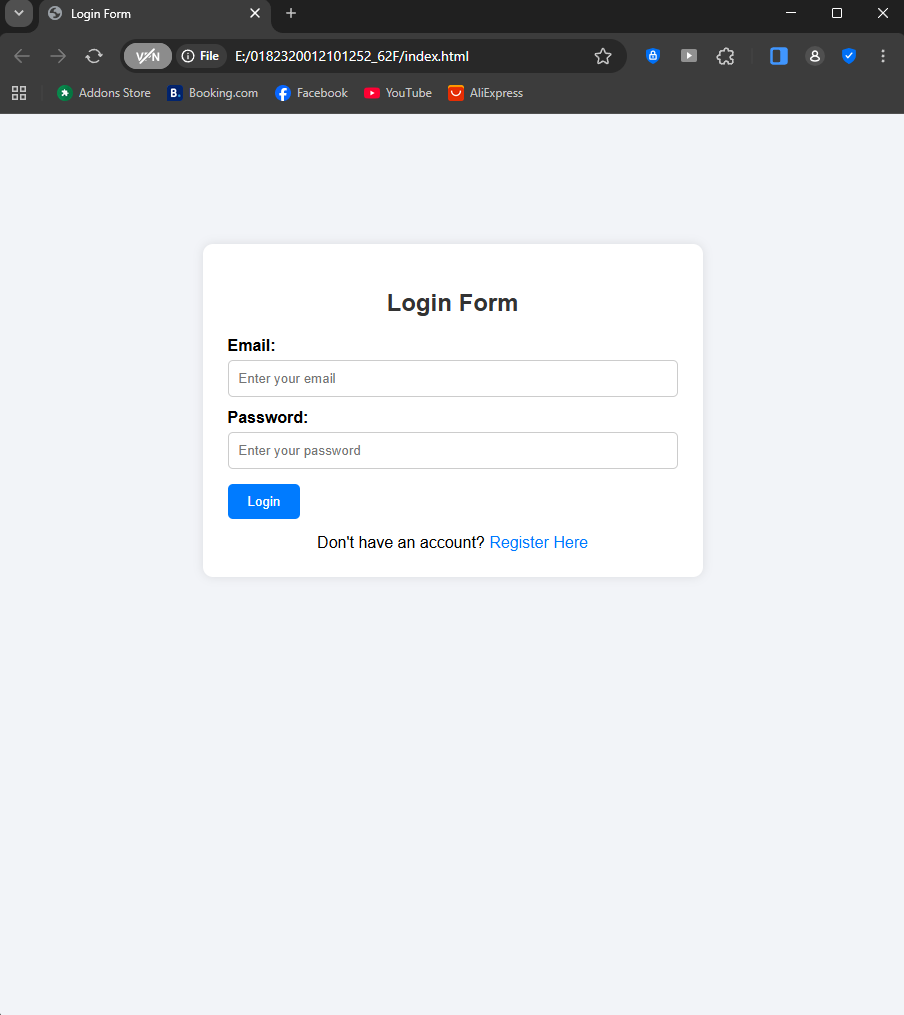 Login Form
VPN File E:/0182320012101252_62F/index.html
Addons Store B. Booking.com Facebook YouTube AliExpress
Login Form
Email:
Enter your email
Password:
Enter your password
Login
Don't have an account? Register Here